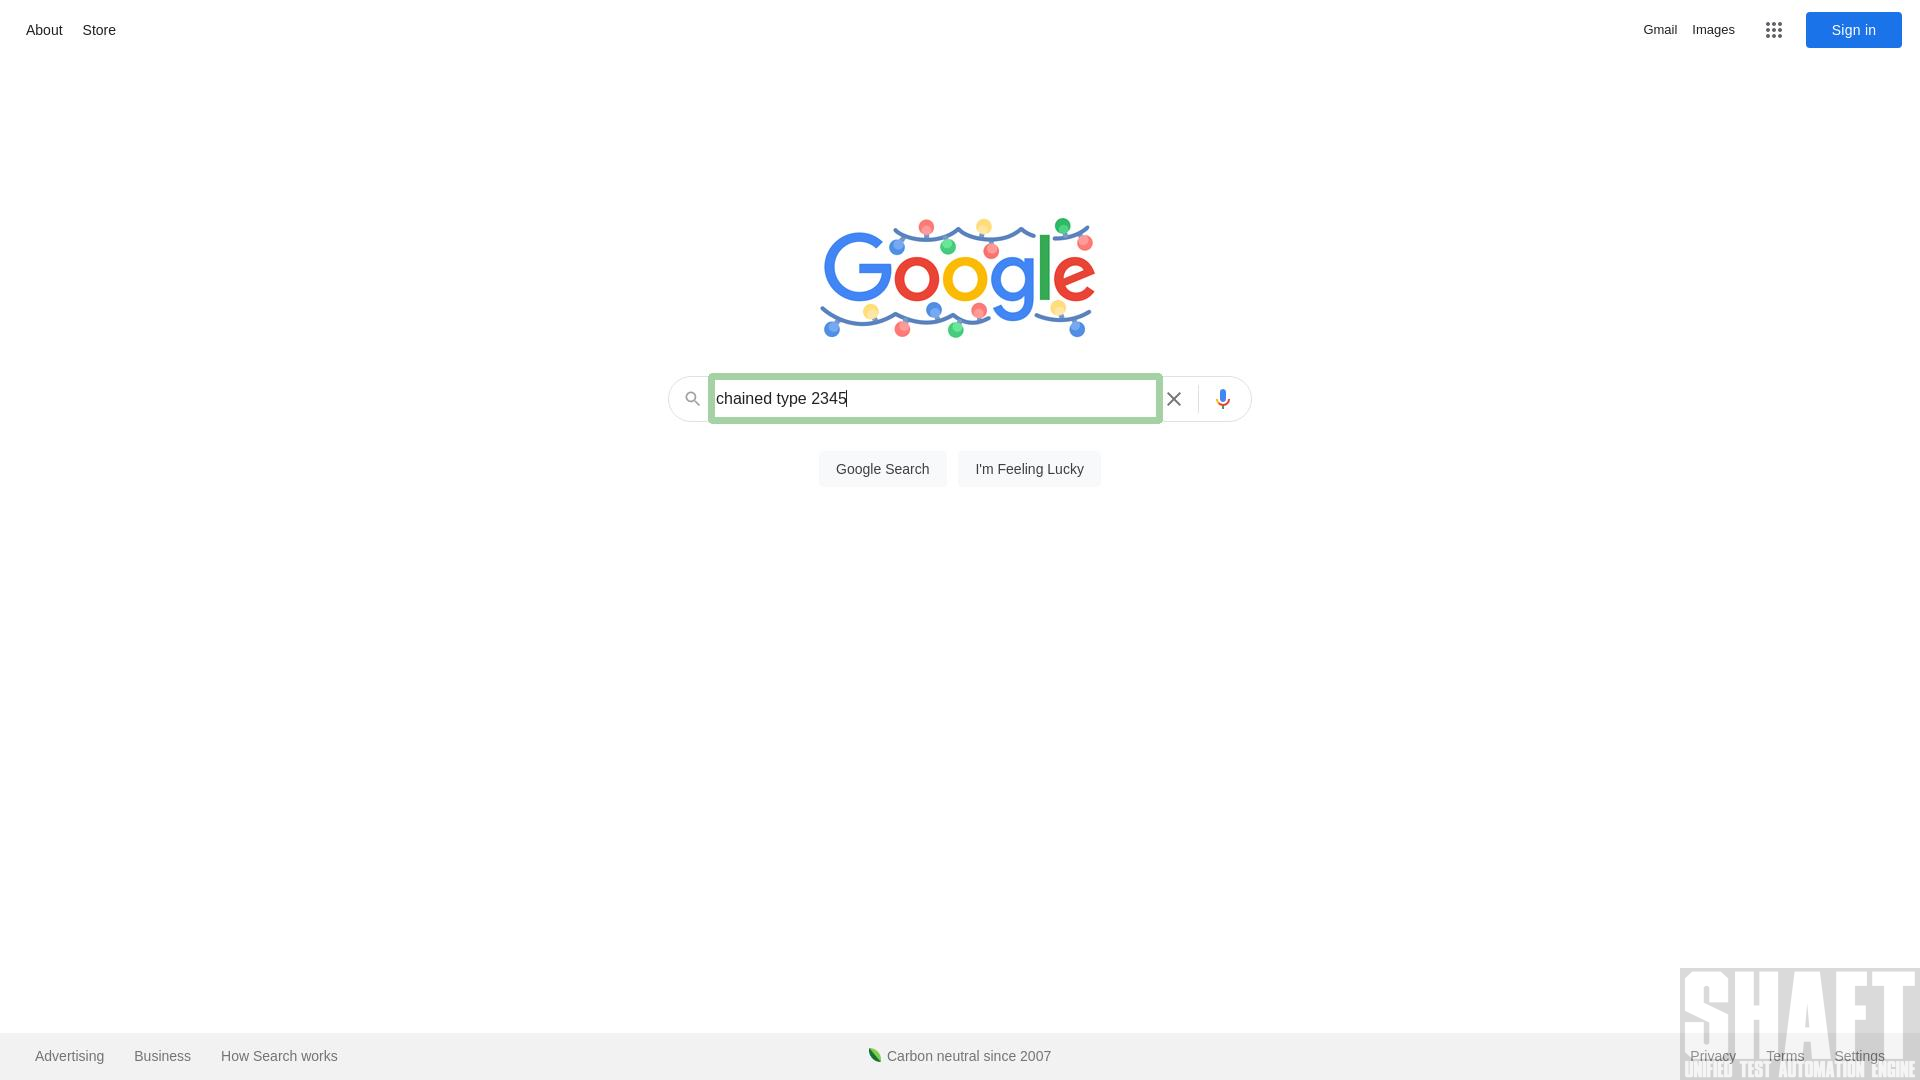 About Store Gmail Images Sign in
Google
chained type 2345
Google Search I'm Feeling Lucky
Advertising Business How Search works Carbon neutral since 2007 Privacy Terms Settings
SHAFT
UNIFIED TEST AUTOMATION ENGINE